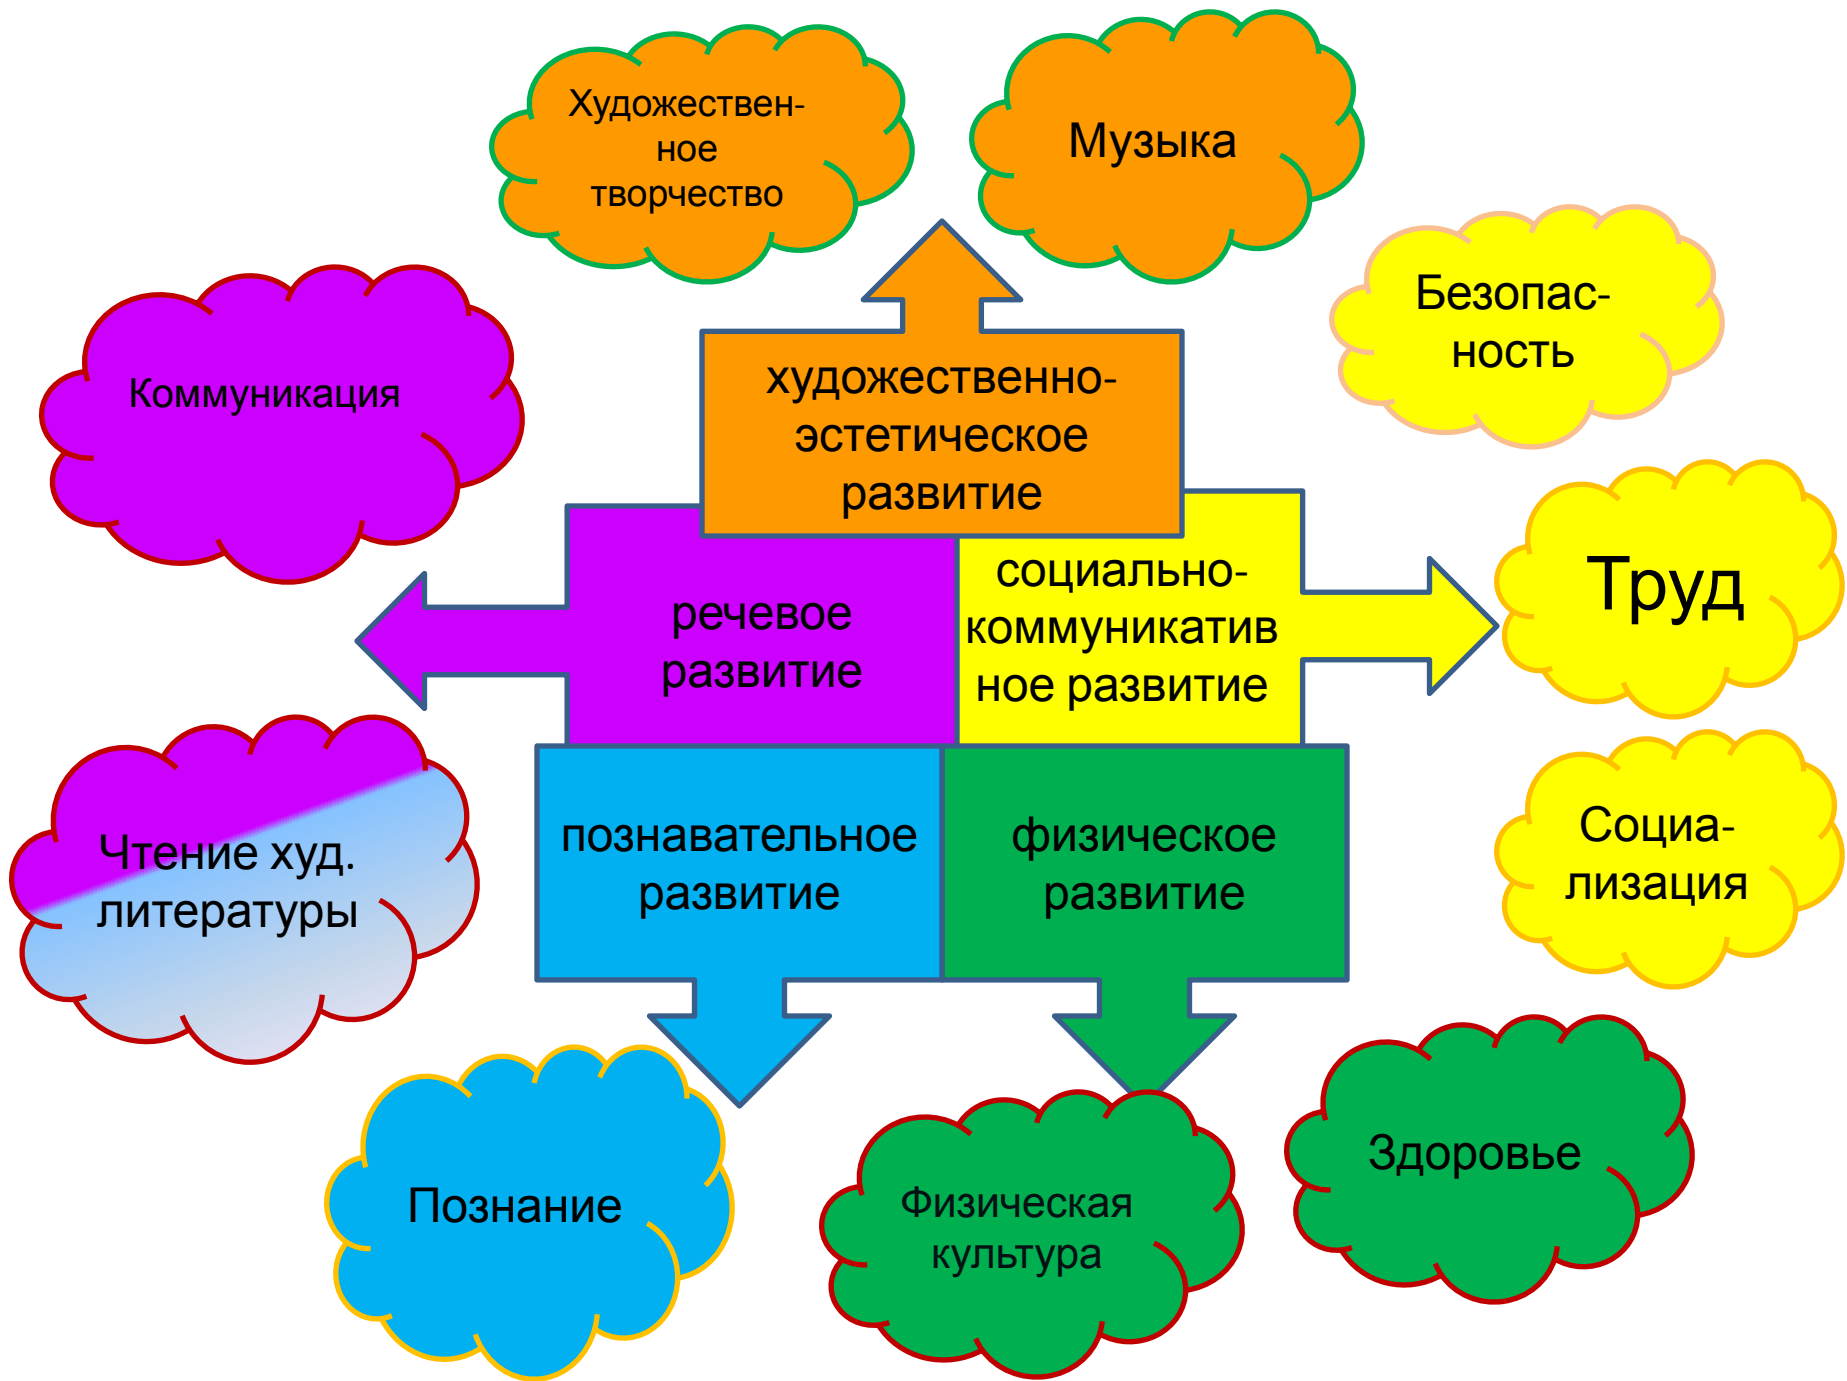 Художествен-
ное
творчество
Музыка
Безопас-
ность
Коммуникация
художественно-
эстетическое
развитие
Труд
речевое
развитие
социально-
коммуникатив
ное развитие
Чтение худ.
литературы
познавательное
развитие
физическое
развитие
Социа-
лизация
Познание
Физическая
культура
Здоровье